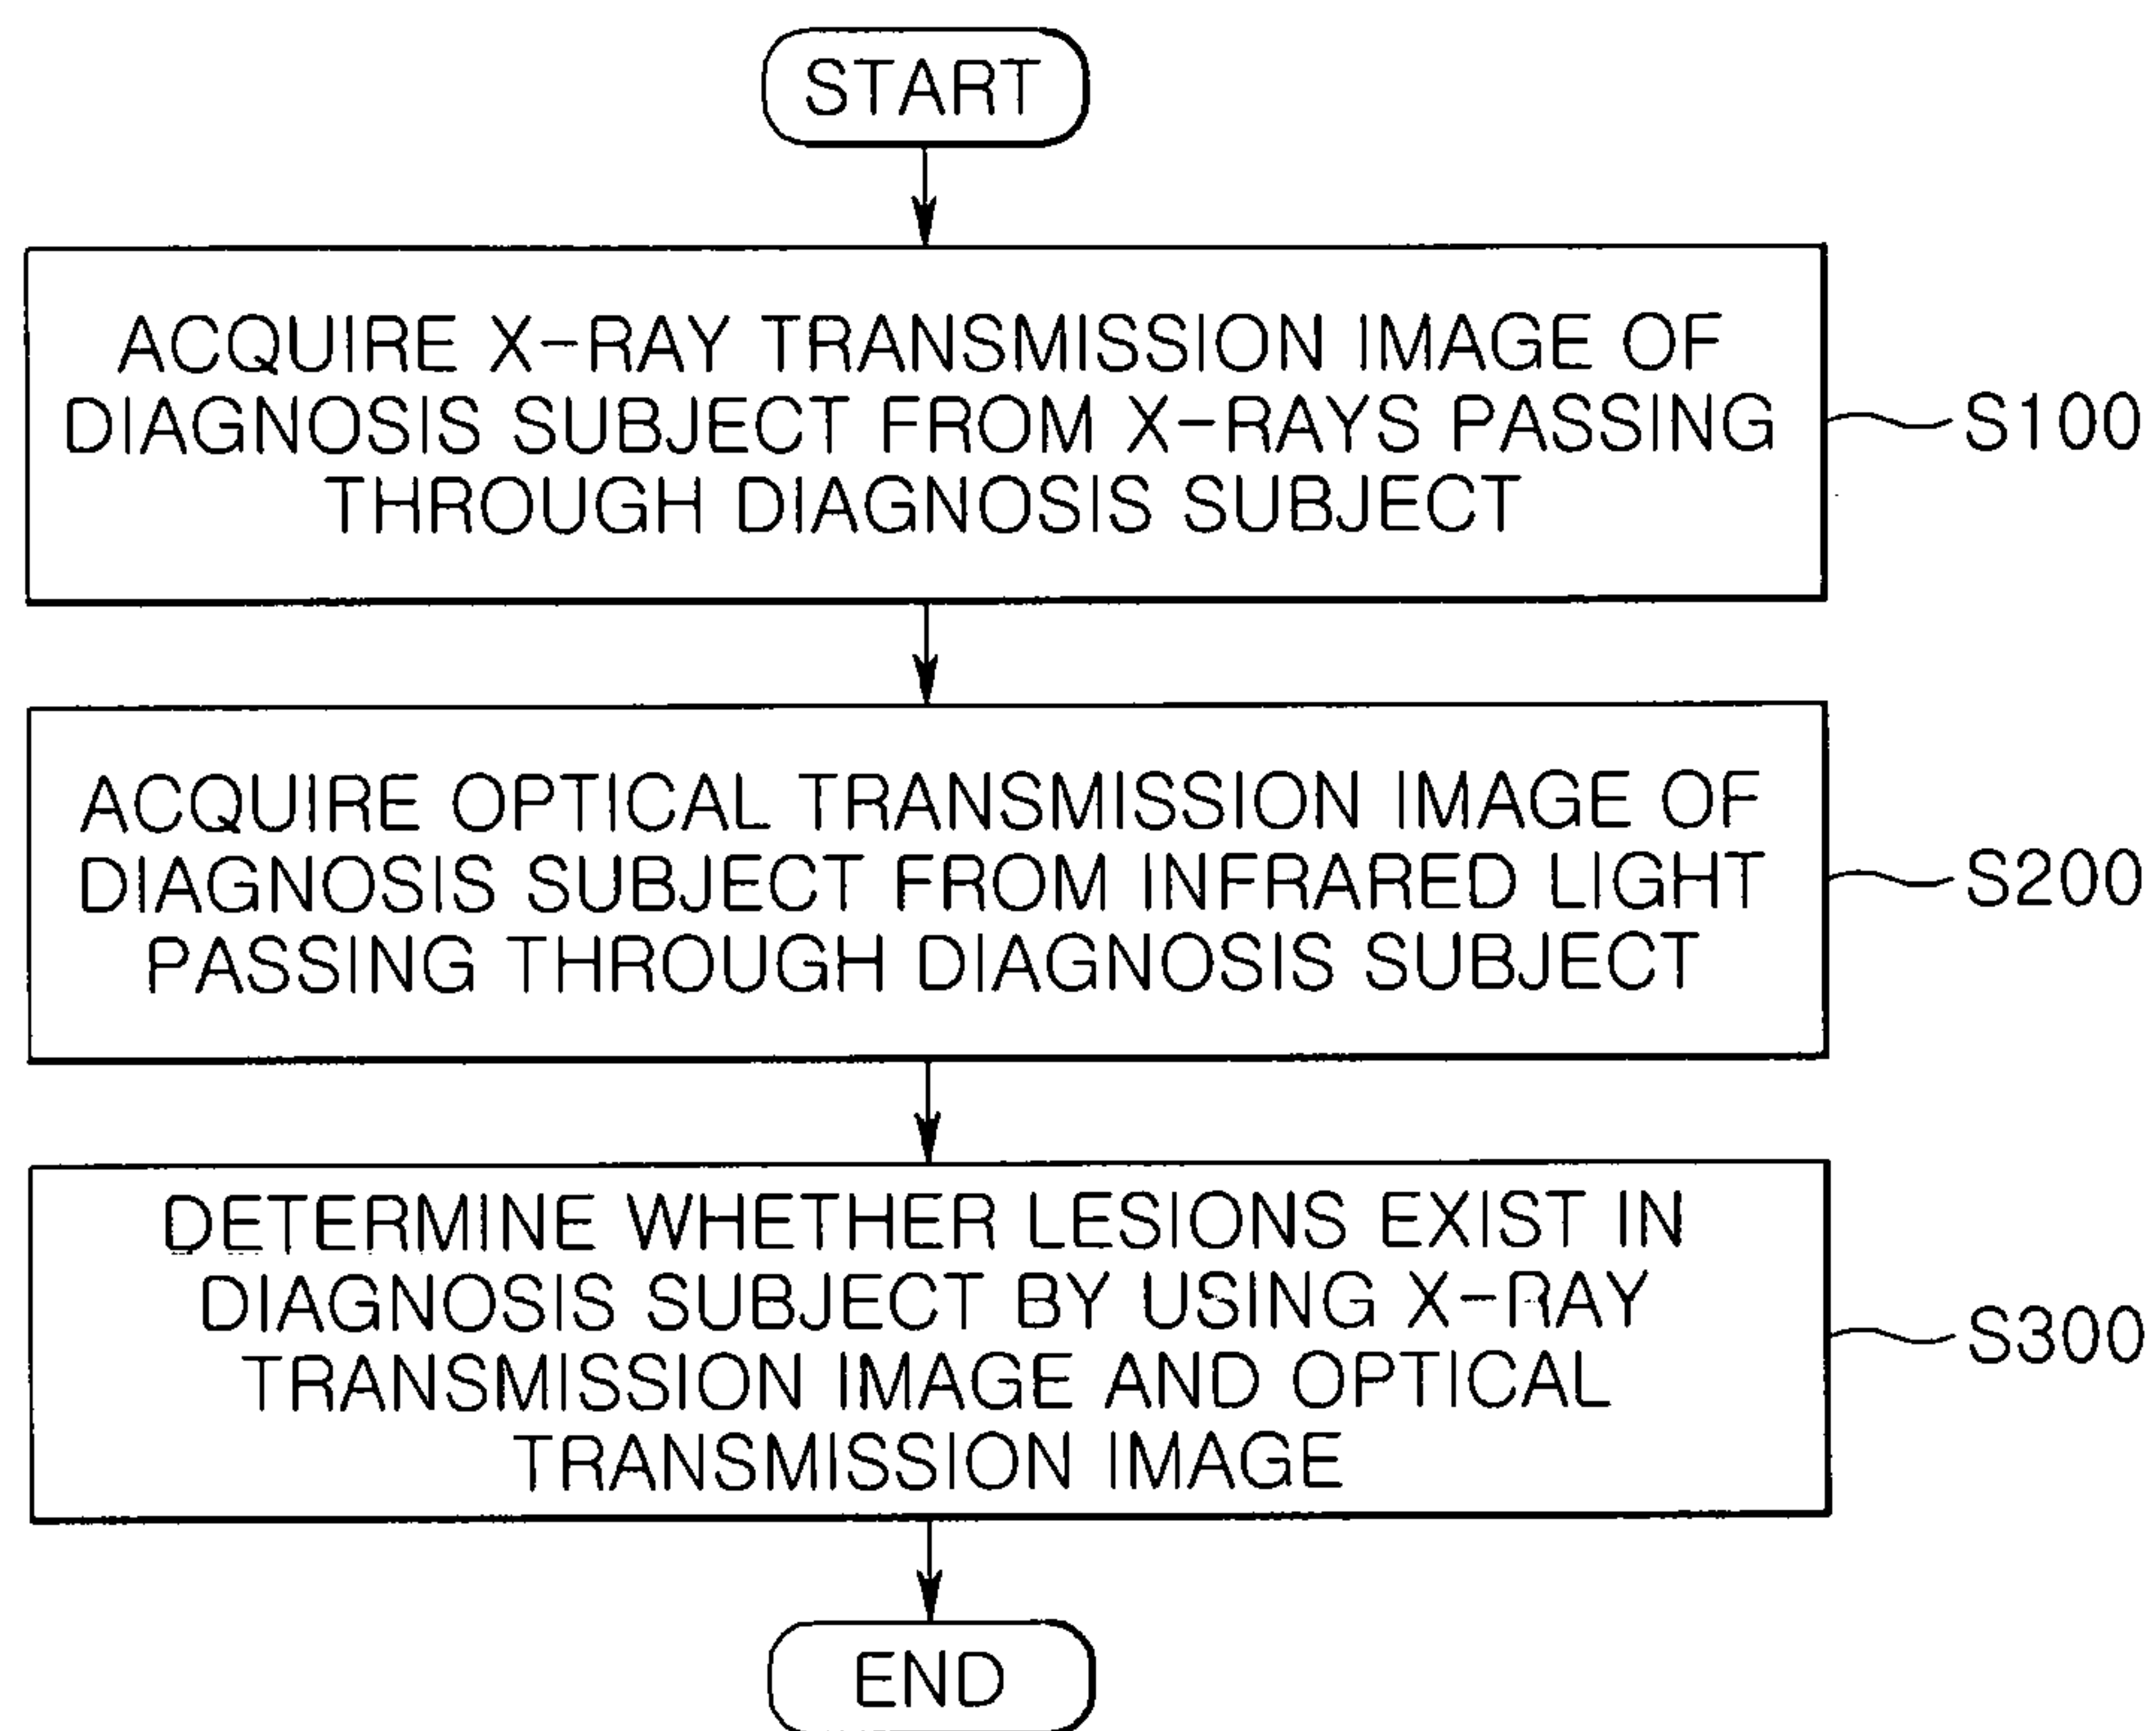 START
ACQUIRE X-RAY TRANSMISSION IMAGE OF
DIAGNOSIS SUBJECT FROM X-RAYS PASSING
THROUGH DIAGNOSIS SUBJECT
S100
ACQUIRE OPTICAL TRANSMISSION IMAGE OF
DIAGNOSIS SUBJECT FROM INFRARED LIGHT
PASSING THROUGH DIAGNOSIS SUBJECT
S200
DETERMINE WHETHER LESIONS EXIST IN
DIAGNOSIS SUBJECT BY USING X-RAY
TRANSMISSION IMAGE AND OPTICAL
TRANSMISSION IMAGE
S300
END